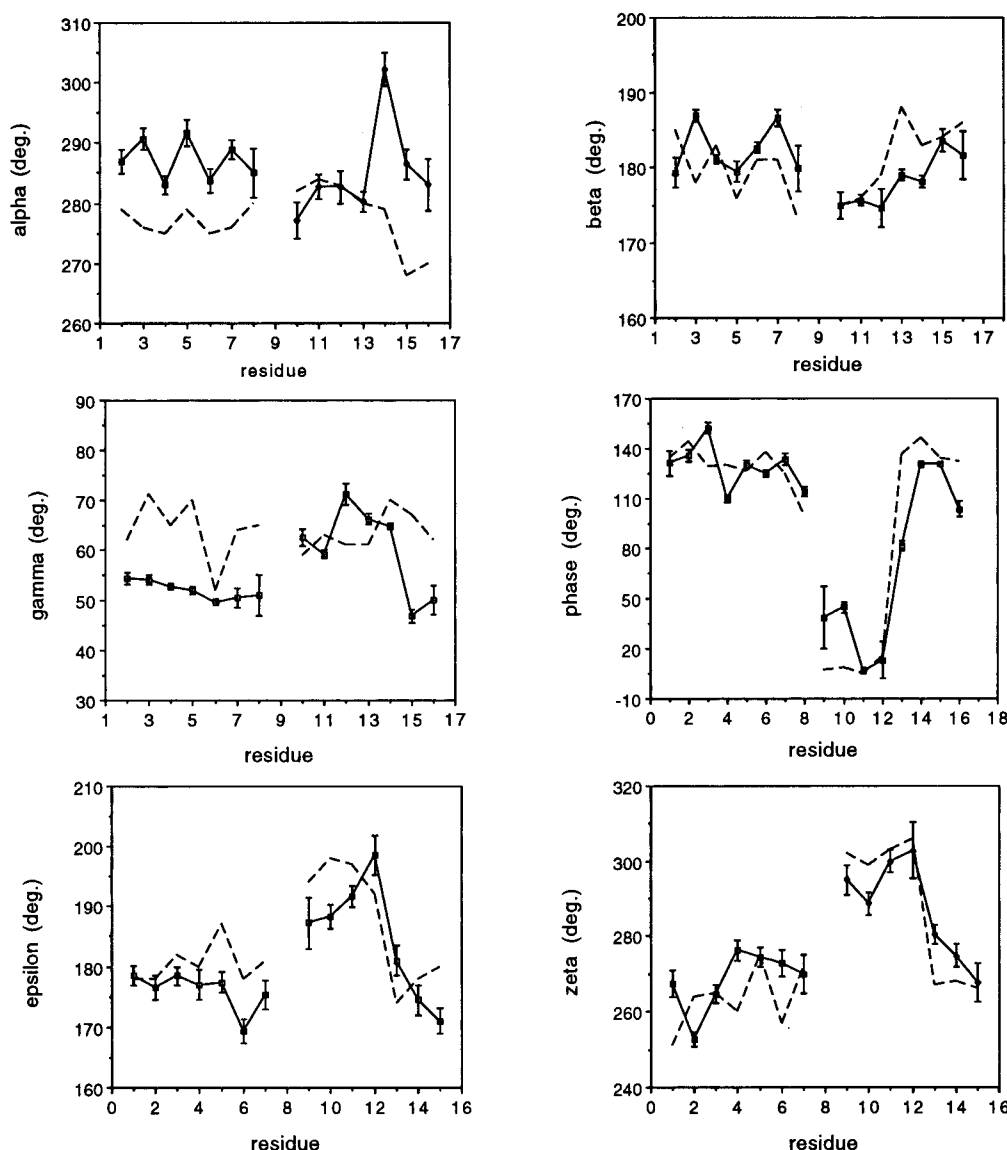 310
300
290
280
270
260
alpha (deg.)
1 3 5 7 9 11 13 15 17
residue
200
190
180
170
160
beta (deg.)
1 3 5 7 9 11 13 15 17
residue
90
80
70
60
50
40
30
gamma (deg.)
1 3 5 7 9 11 13 15 17
residue
170
140
110
80
50
20
-10
phase (deg.)
0 2 4 6 8 10 12 14 16 18
residue
210
200
190
180
170
160
epsilon (deg.)
0 2 4 6 8 10 12 14 16
residue
320
300
280
260
240
zeta (deg.)
0 2 4 6 8 10 12 14 16
residue